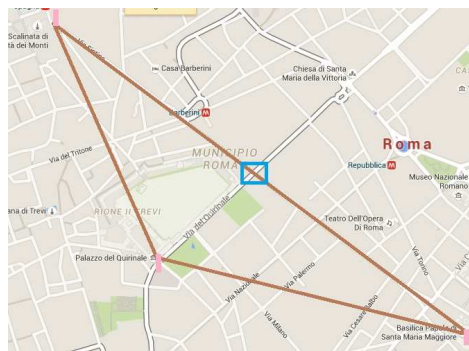 Scalinata di
tà dei Monti
Via Sistina
Casa Barberini
Chiesa di Santa
Maria della Vittoria
Barberini M
Roma
Via del Tritone
MUNICIPIO
ROMA
Repubblica M
Museo Nazionale
Romano
ana di Trevi
RIONE II TREVI
Via del Quirinale
Teatro Dell'Opera
Di Roma
Palazzo del Quirinale
Via Torino
Via Palermo
Via Nazionale
Via Milano
Via Cesare Balbo
Via C
Basilica Papale di
Santa Maria Maggiore